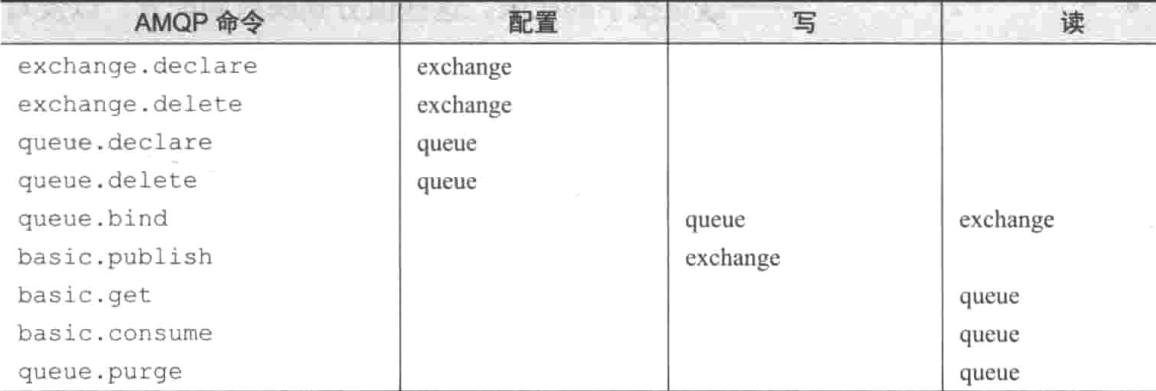 AMQP 命令 配置 写 读
exchange.declare exchange
exchange.delete exchange
queue.declare queue
queue.delete queue
queue.bind queue exchange
basic.publish exchange
basic.get queue
basic.consume queue
queue.purge queue